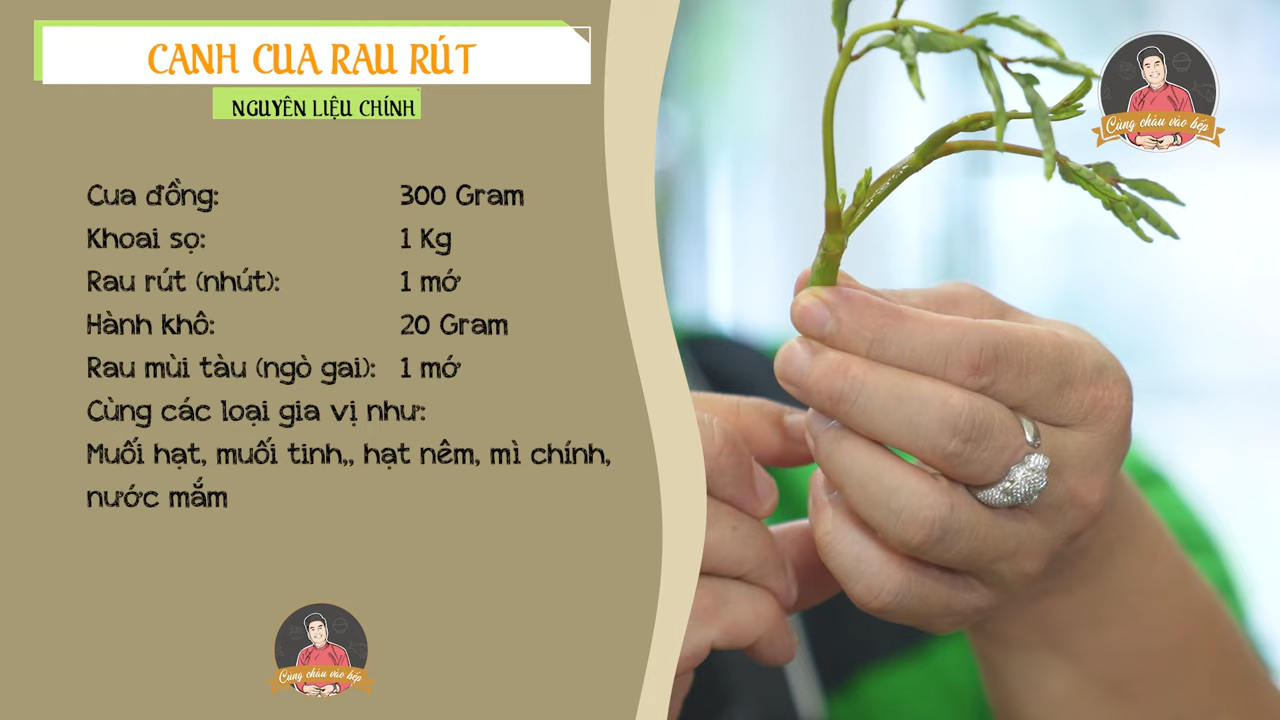 CANH CUA RAU RÚT
NGUYÊN LIỆU CHÍNH
Cùng chàu vào bếp
Cua đồng: 300 Gram
Khoai sọ: 1 Kg
Rau rút (nhút): 1 mớ
Hành khô: 20 Gram
Rau mùi tàu (ngò gai): 1 mớ
Cùng các loại gia vị như:
Muối hạt, muối tinh,, hạt nêm, mì chính,
nước mắm
Cùng chàu vào bếp